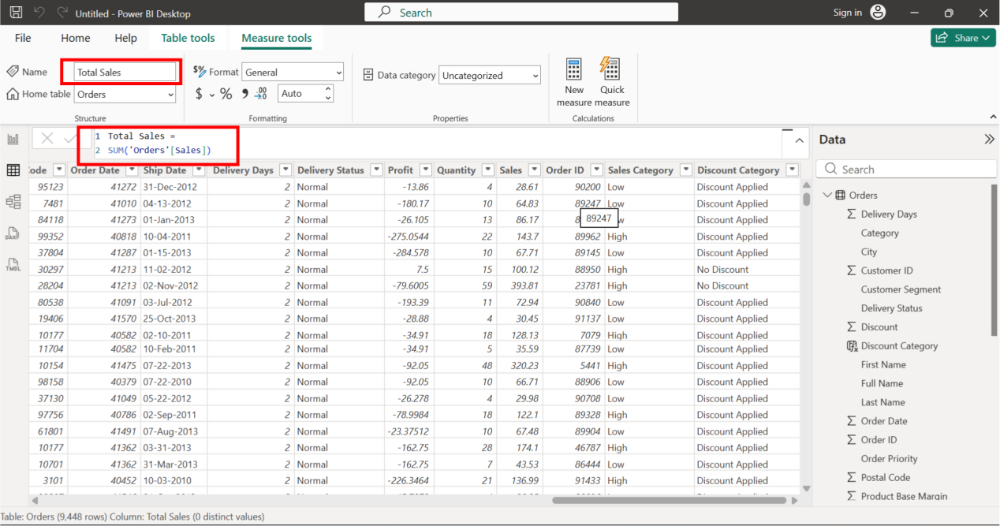 Untitled - Power BI Desktop
Search
Sign in
File Home Help Table tools Measure tools
Share
Name Total Sales
Home table Orders
Structure
$% Format General
$ % , .00 Auto
Formatting
Data category Uncategorized
Properties
New measure
Quick measure
Calculations
1 Total Sales =
2 SUM('Orders'[Sales])
Code Order Date Ship Date Delivery Days Delivery Status Profit Quantity Sales Order ID Sales Category Discount Category
95123 41272 31-Dec-2012 2 Normal -13.86 4 28.61 90200 Low Discount Applied
7481 41010 04-13-2012 2 Normal -180.17 10 64.83 89247 Low Discount Applied
84118 41273 01-Jan-2013 2 Normal -26.105 13 86.17 8 w Discount Applied
89247
99352 40818 10-04-2011 2 Normal -275.0544 22 143.7 89962 High Discount Applied
37804 41287 01-15-2013 2 Normal -284.578 10 67.71 89145 Low Discount Applied
30297 41213 11-02-2012 2 Normal 7.5 15 100.12 88950 High No Discount
28204 41213 02-Nov-2012 2 Normal -79.6005 59 393.81 23781 High No Discount
80538 41091 03-Jul-2012 2 Normal -193.39 11 72.94 90840 Low Discount Applied
19406 41570 25-Oct-2013 2 Normal -28.88 4 30.45 91137 Low Discount Applied
10177 40582 02-10-2011 2 Normal -34.91 18 128.13 7079 High Discount Applied
11704 40582 10-Feb-2011 2 Normal -34.91 5 35.59 87739 Low Discount Applied
10154 41475 07-22-2013 2 Normal -92.05 48 320.23 5441 High Discount Applied
98158 40379 07-22-2010 2 Normal -92.05 10 66.71 88906 Low Discount Applied
37130 41049 05-22-2012 2 Normal -26.278 4 29.98 90708 Low Discount Applied
97756 40786 02-Sep-2011 2 Normal -78.9984 18 122.1 89328 High Discount Applied
61801 41491 07-Aug-2013 2 Normal -23.37512 10 67.48 89904 Low Discount Applied
10177 41362 03-31-2013 2 Normal -162.75 28 174.1 46787 High Discount Applied
10701 41362 31-Mar-2013 2 Normal -162.75 7 43.53 86444 Low Discount Applied
3101 40452 10-03-2010 2 Normal -226.3464 21 136.99 91433 High Discount Applied
DAX
TMDL
Data
Search
Orders
Delivery Days
Category
City
Customer ID
Customer Segment
Delivery Status
Discount
Discount Category
First Name
Full Name
Last Name
Order Date
Order ID
Order Priority
Postal Code
Product Base Margin
Table: Orders (9,448 rows) Column: Total Sales (0 distinct values)